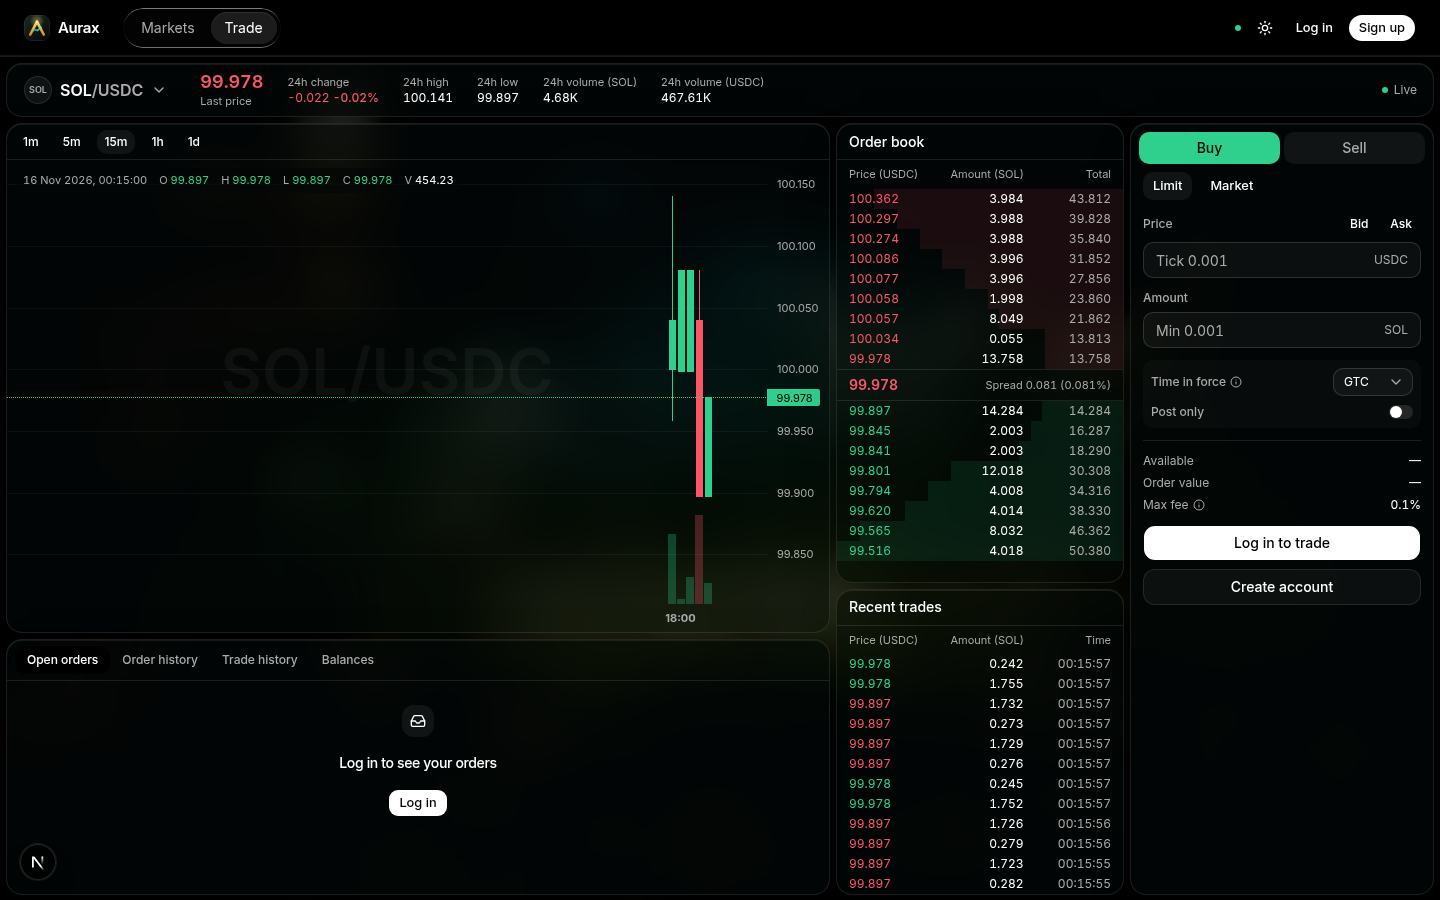 Aurax
Markets
Trade
Log in
Sign up
SOL
SOL/USDC
99.978
Last price
24h change
-0.022 -0.02%
24h high
100.141
24h low
99.897
24h volume (SOL)
4.68K
24h volume (USDC)
467.61K
Live
1m 5m 15m 1h 1d
16 Nov 2026, 00:15:00 O 99.897 H 99.978 L 99.897 C 99.978 V 454.23
SOL/USDC
100.150
100.100
100.050
100.000
99.978
99.950
99.900
99.850
18:00
Open orders Order history Trade history Balances
Log in to see your orders
Log in
N
Order book
Price (USDC) Amount (SOL) Total
100.362 3.984 43.812
100.297 3.988 39.828
100.274 3.988 35.840
100.086 3.996 31.852
100.077 3.996 27.856
100.058 1.998 23.860
100.057 8.049 21.862
100.034 0.055 13.813
99.978 13.758 13.758
99.978 Spread 0.081 (0.081%)
99.897 14.284 14.284
99.845 2.003 16.287
99.841 2.003 18.290
99.801 12.018 30.308
99.794 4.008 34.316
99.620 4.014 38.330
99.565 8.032 46.362
99.516 4.018 50.380
Recent trades
Price (USDC) Amount (SOL) Time
99.978 0.242 00:15:57
99.978 1.755 00:15:57
99.897 1.732 00:15:57
99.897 0.273 00:15:57
99.897 1.729 00:15:57
99.897 0.276 00:15:57
99.978 0.245 00:15:57
99.978 1.752 00:15:57
99.897 1.726 00:15:56
99.897 0.279 00:15:56
99.897 1.723 00:15:55
99.897 0.282 00:15:55
Buy Sell
Limit Market
Price Bid Ask
Tick 0.001 USDC
Amount
Min 0.001 SOL
Time in force GTC
Post only
Available —
Order value —
Max fee 0.1%
Log in to trade
Create account